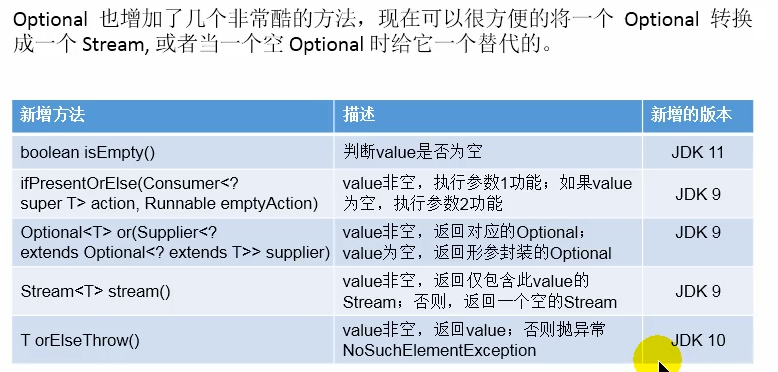 Optional 也增加了几个非常酷的方法，现在可以很方便的将一个 Optional 转换
成一个 Stream, 或者当一个空 Optional 时给它一个替代的。
新增方法 描述 新增的版本
boolean isEmpty() 判断value是否为空 JDK 11
ifPresentOrElse(Consumer<? value非空，执行参数1功能；如果value
super T> action, Runnable emptyAction) 为空，执行参数2功能 JDK 9
Optional<T> or(Supplier<? value非空，返回对应的Optional； JDK 9
extends Optional<? extends T>> supplier) value为空，返回形参封装的Optional
Stream<T> stream() value非空，返回仅包含此value的
Stream；否则，返回一个空的Stream JDK 9
T orElseThrow() value非空，返回value；否则抛异常 JDK 10
NoSuchElementException